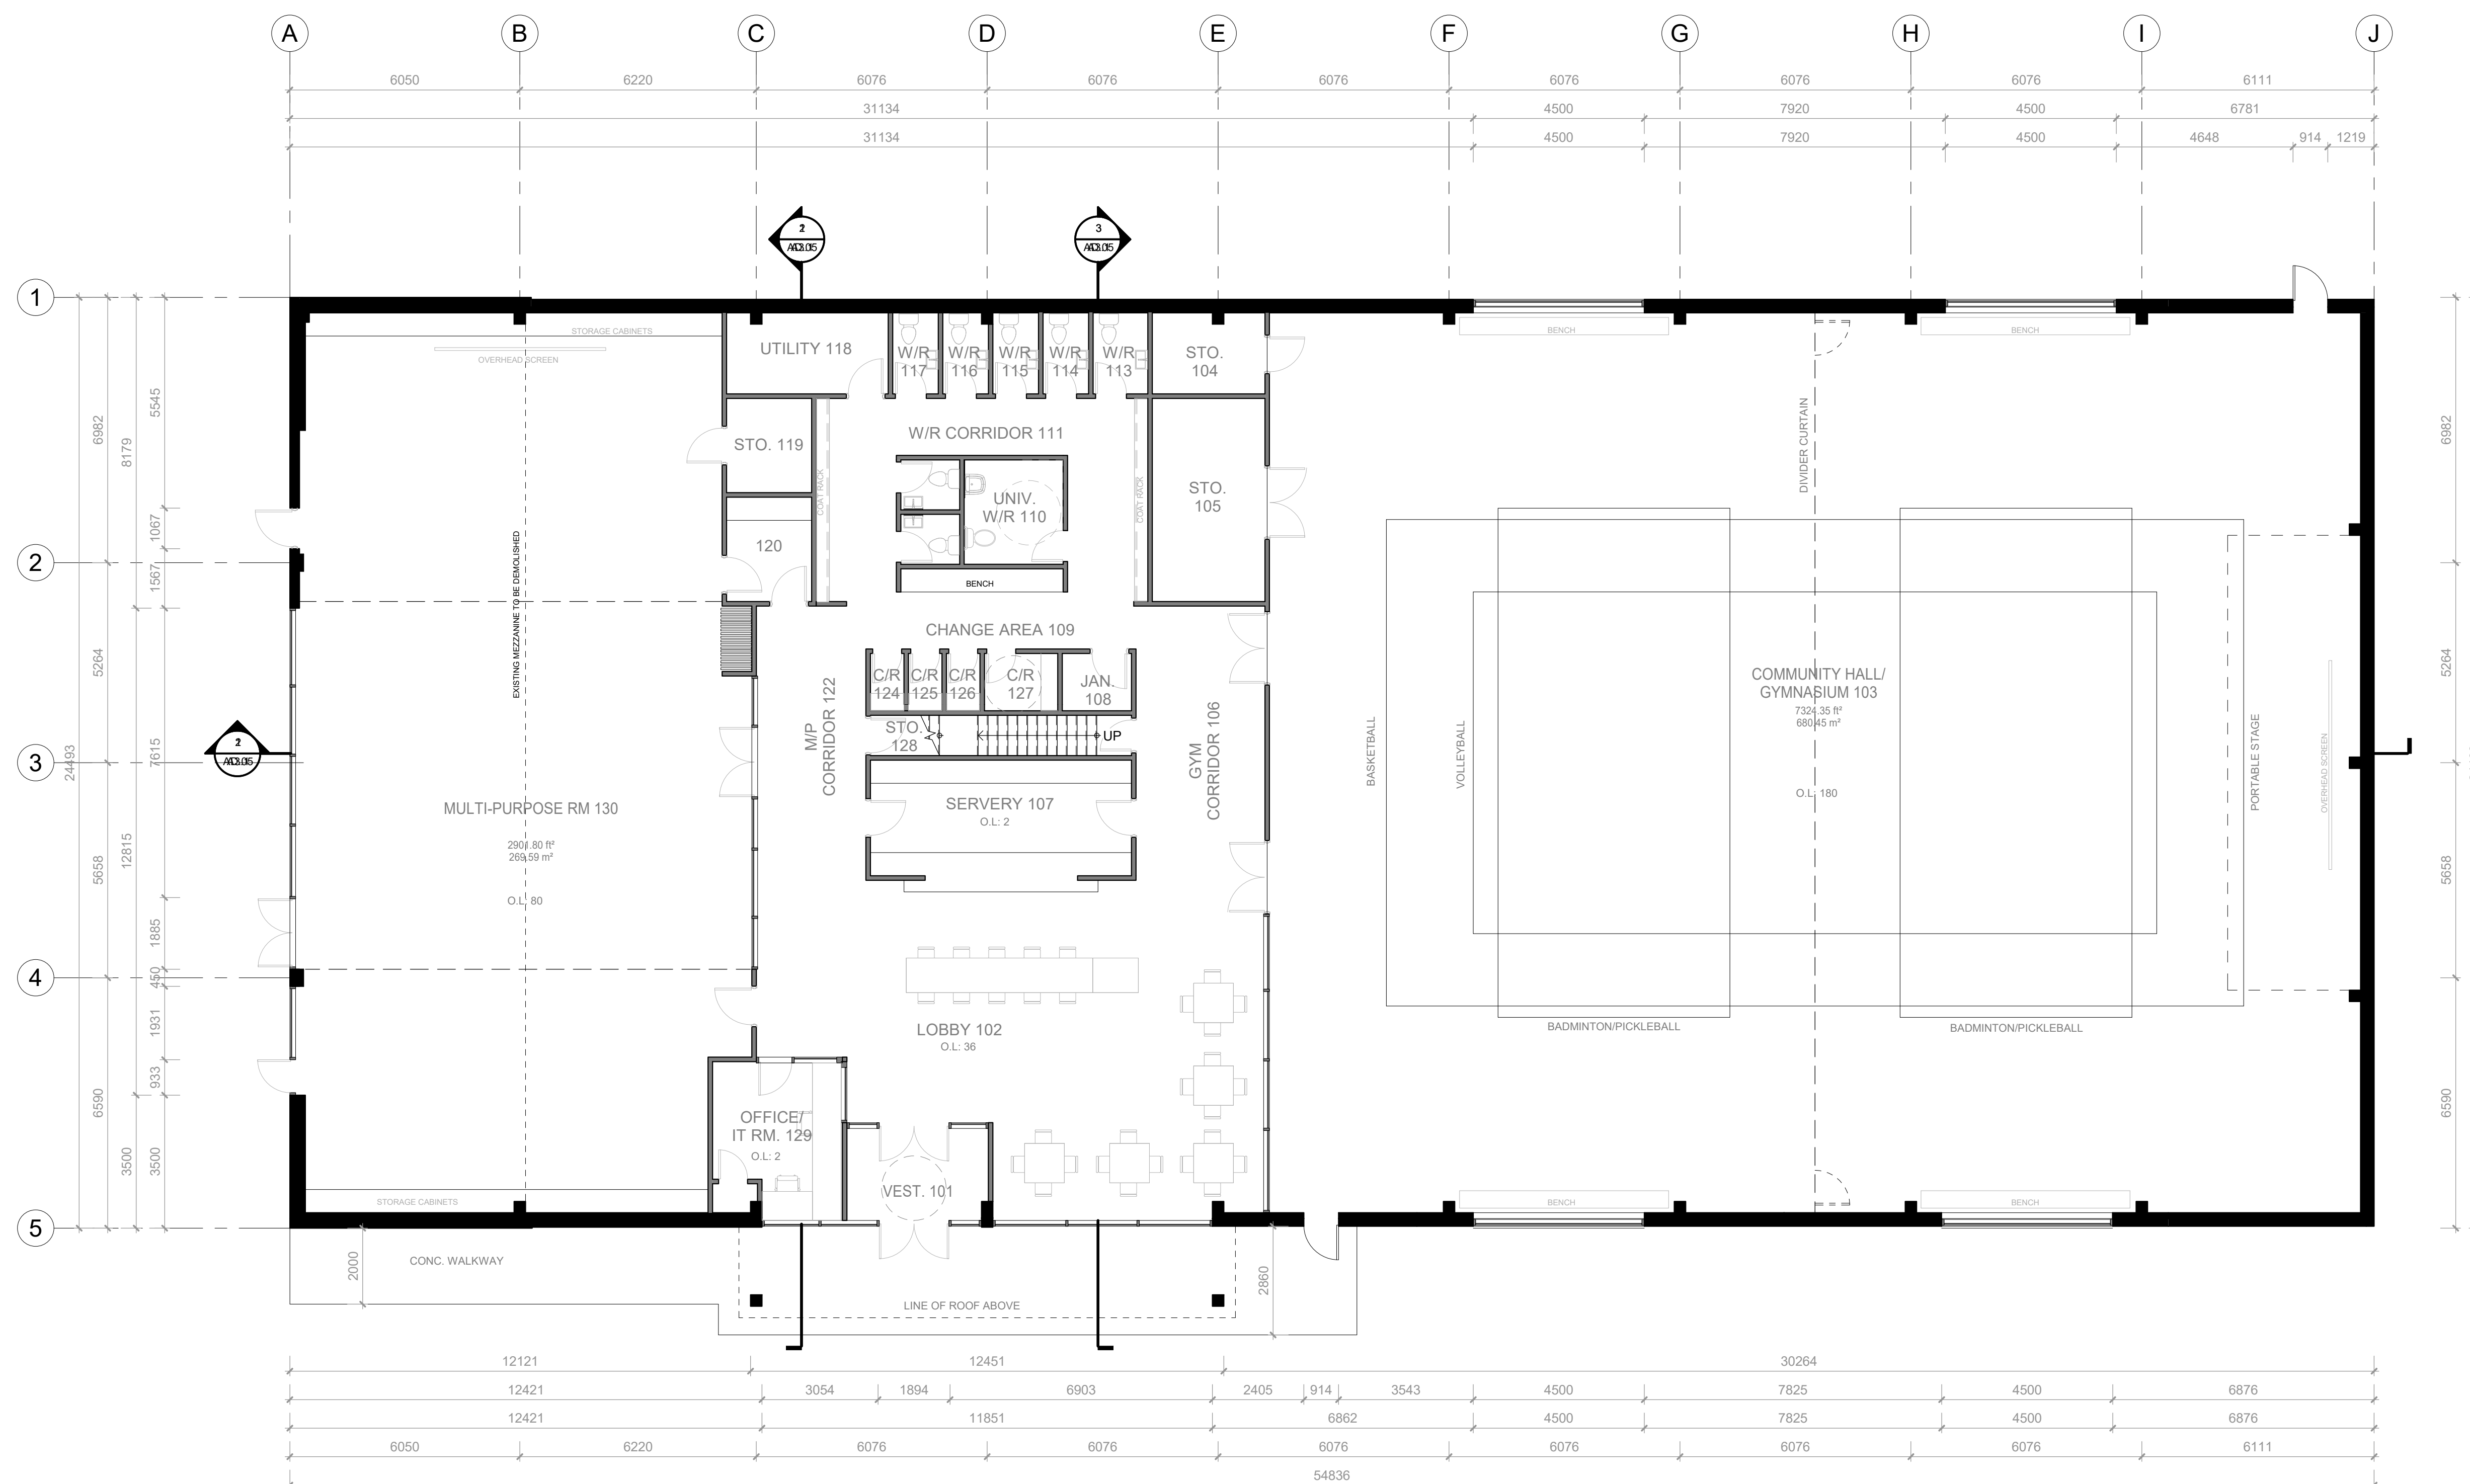 A B C D E F G H I J
6050 6220 6076 6076 6076 6076 6076 6076 6111
31134 4500 7920 4500 6781
31134 4500 7920 4500 4648 914 1219
3
1
2
3
4
5
24493
6982 5264 5658 6590
8179 12815 3500
5545 1067 1567 7615 1885 450 1931 933 3500
STORAGE CABINETS
OVERHEAD SCREEN
EXISTING MEZZANINE TO BE DEMOLISHED
MULTI-PURPOSE RM 130
2901.80 ft²
269.59 m²
O.L: 80
STORAGE CABINETS
UTILITY 118
W/R
117
W/R
116
W/R
115
W/R
114
W/R
113
STO.
104
STO. 119
W/R CORRIDOR 111
COAT RACK
COAT RACK
STO.
105
UNIV.
W/R 110
120
BENCH
CHANGE AREA 109
C/R
124
C/R
125
C/R
126
C/R
127
JAN.
108
M/P
CORRIDOR 122
STO.
128
UP
GYM
CORRIDOR 106
SERVERY 107
O.L: 2
LOBBY 102
O.L: 36
OFFICE/
IT RM. 129
O.L: 2
VEST. 101
BENCH
BENCH
DIVIDER CURTAIN
COMMUNITY HALL/
GYMNASIUM 103
7324.35 ft²
680.45 m²
O.L: 180
BASKETBALL
VOLLEYBALL
PORTABLE STAGE
OVERHEAD SCREEN
BADMINTON/PICKLEBALL
BADMINTON/PICKLEBALL
BENCH
BENCH
6982 5264 5658 6590
2000
CONC. WALKWAY
LINE OF ROOF ABOVE
2860
12121 12451 30264
12421 3054 1894 6903 2405 914 3543 4500 7825 4500 6876
12421 11851 6862 4500 7825 4500 6876
6050 6220 6076 6076 6076 6076 6076 6076 6111
54836